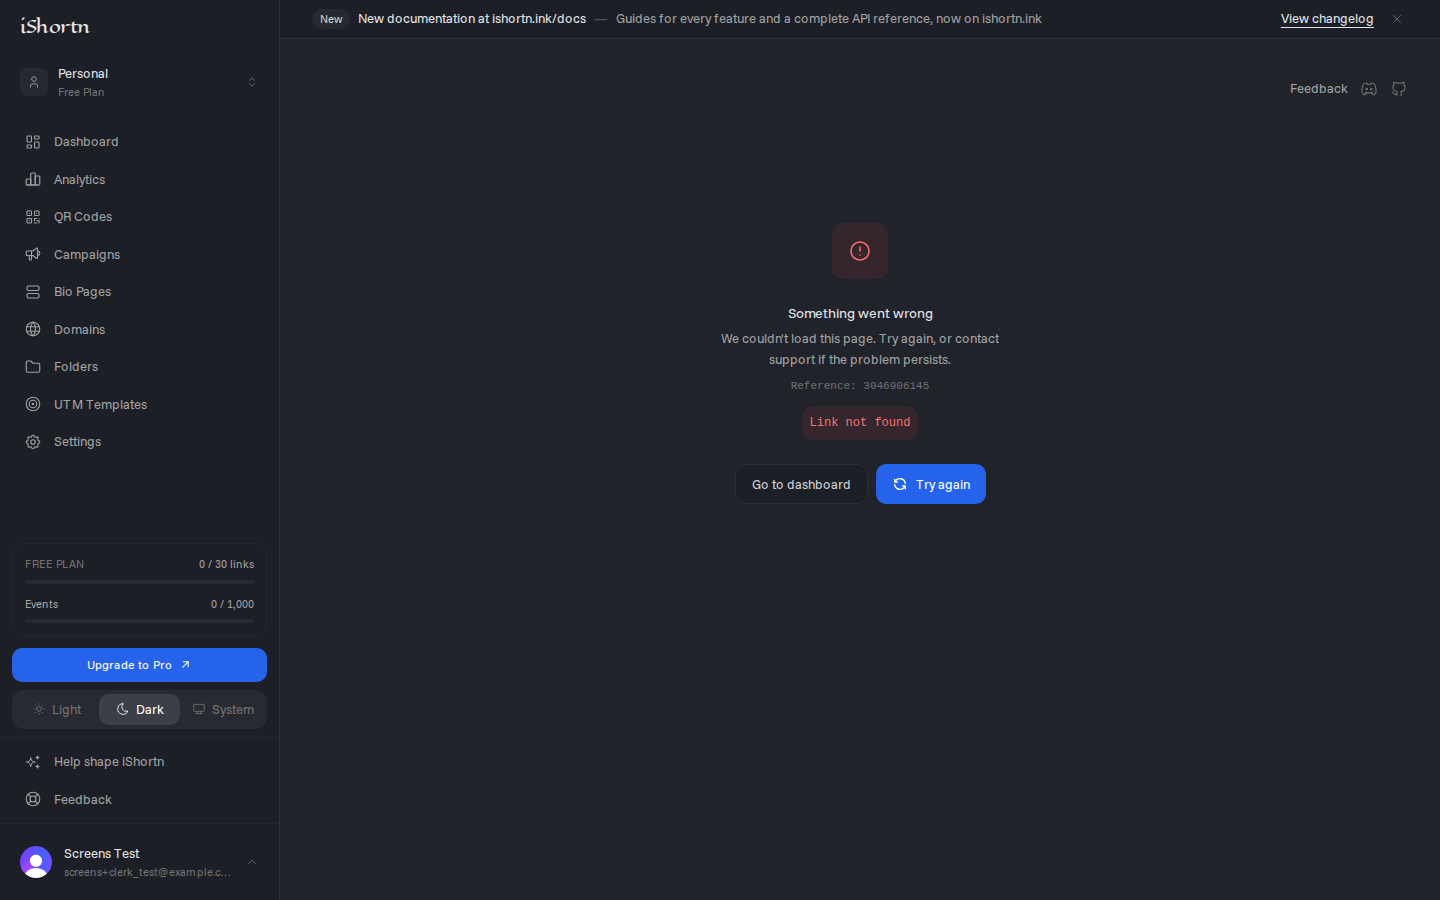 iShortn
Personal
Free Plan
Dashboard
Analytics
QR Codes
Campaigns
Bio Pages
Domains
Folders
UTM Templates
Settings
FREE PLAN 0 / 30 links
Events 0 / 1,000
Upgrade to Pro
Light Dark System
Help shape iShortn
Feedback
Screens Test
screens+clerk_test@example.c...
New New documentation at ishortn.ink/docs — Guides for every feature and a complete API reference, now on ishortn.ink View changelog
Feedback
Something went wrong
We couldn't load this page. Try again, or contact
support if the problem persists.
Reference: 3046906145
Link not found
Go to dashboard Try again